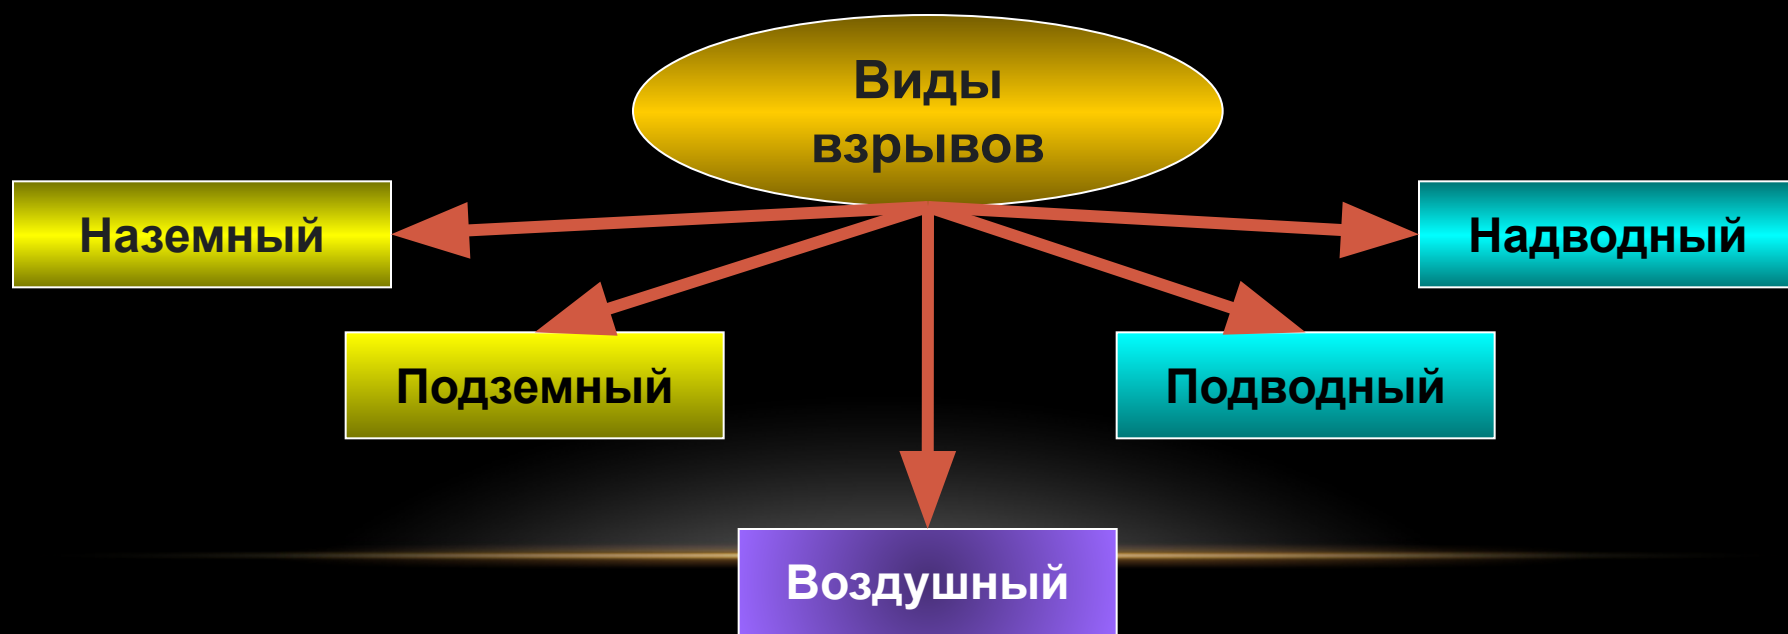 Виды
взрывов
Наземный
Надводный
Подземный
Подводный
Воздушный